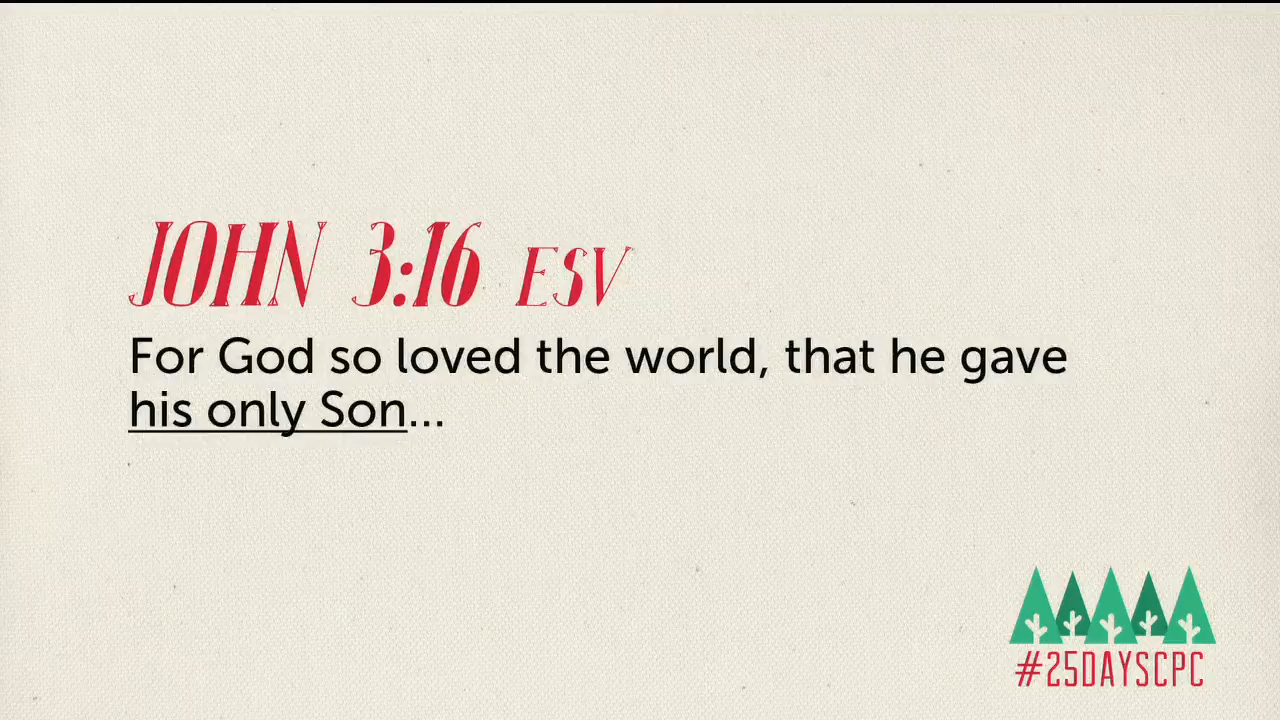 JOHN 3:16 ESV
For God so loved the world, that he gave
his only Son...
#25DAYSCPC